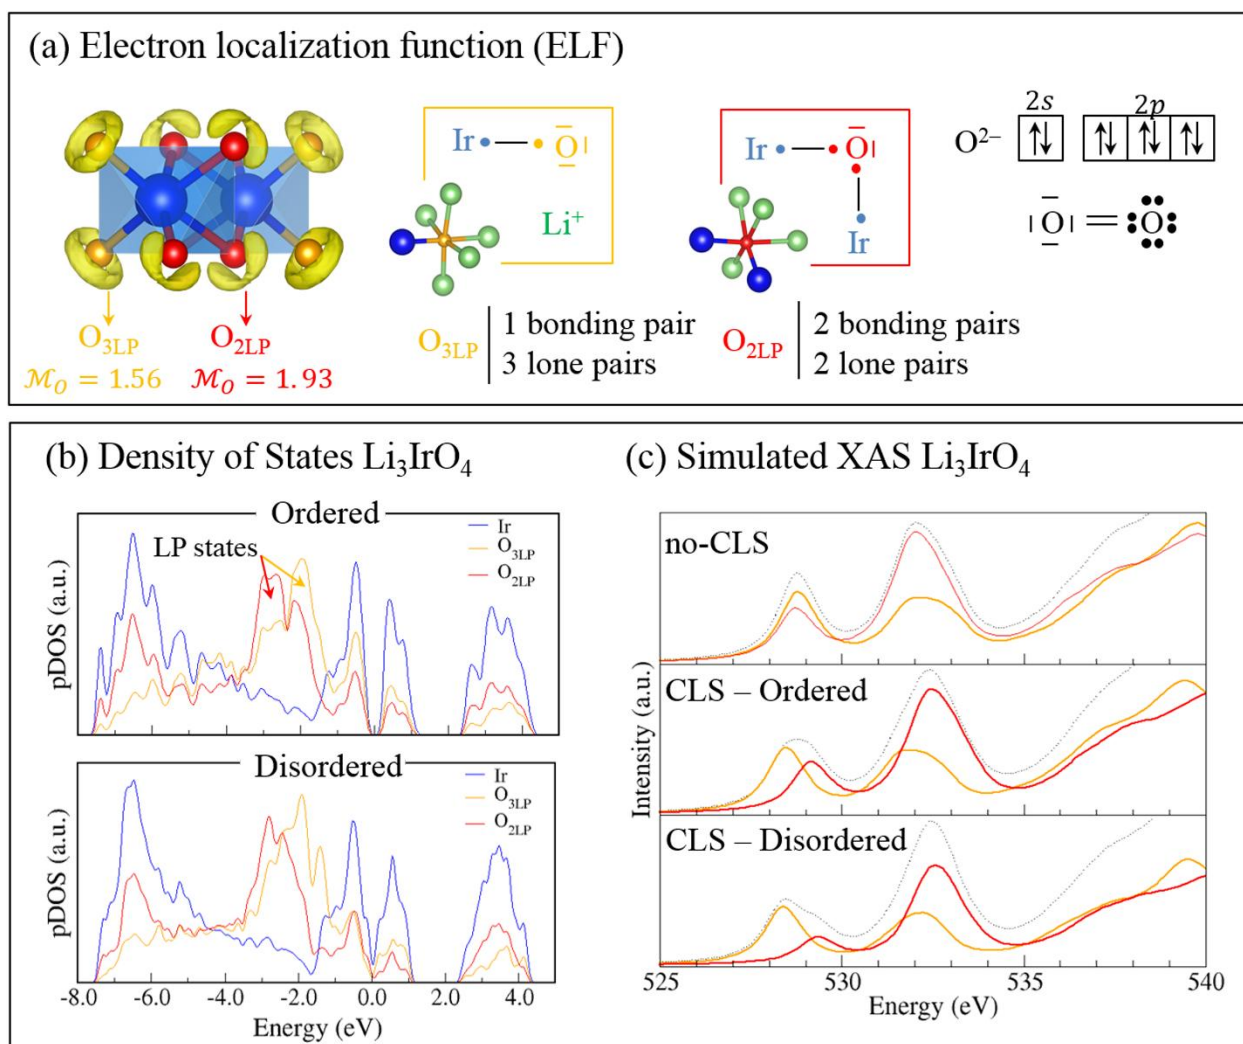 (a) Electron localization function (ELF)
O₃LP
ℳO = 1.56
O₂LP
ℳO = 1.93
Ir
O
Li⁺
O₃LP
1 bonding pair
3 lone pairs
Ir
O
Ir
O₂LP
2 bonding pairs
2 lone pairs
2s 2p
O²⁻
O = O
(b) Density of States Li₃IrO₄
Ordered
LP states
Ir
O₃LP
O₂LP
pDOS (a.u.)
Disordered
Ir
O₃LP
O₂LP
pDOS (a.u.)
-8.0 -6.0 -4.0 -2.0 0.0 2.0 4.0
Energy (eV)
(c) Simulated XAS Li₃IrO₄
no-CLS
CLS – Ordered
CLS – Disordered
Intensity (a.u.)
525 530 535 540
Energy (eV)